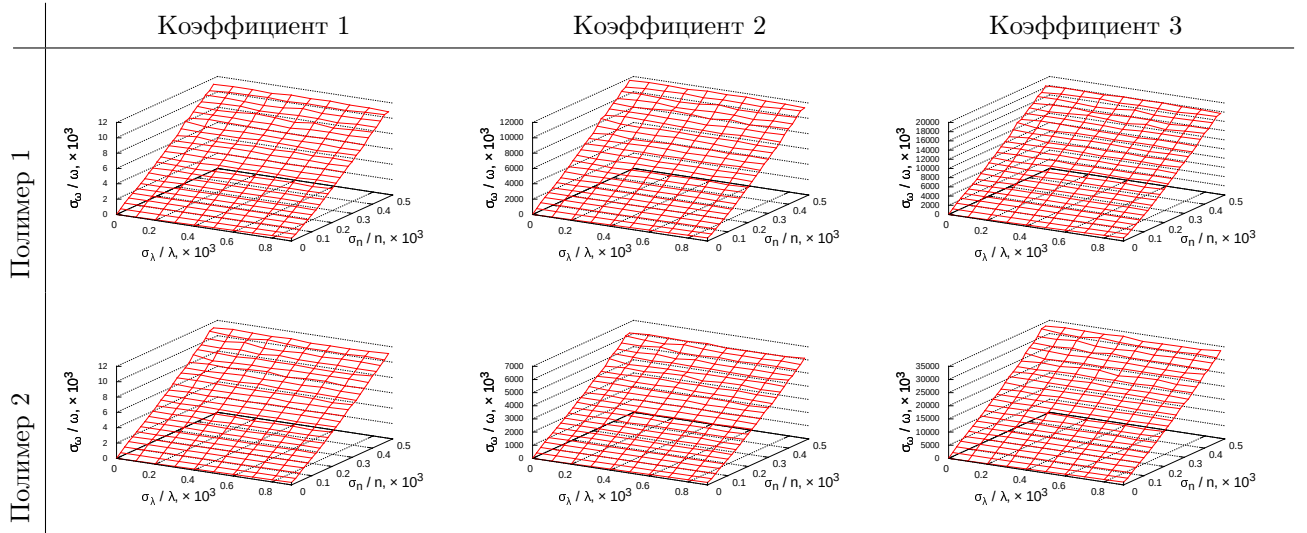 Коэффициент 1 Коэффициент 2 Коэффициент 3
Полимер 1
σω / ω, × 10³
12
10
8
6
4
2
0
0 0.2 0.4 0.6 0.8
σλ / λ, × 10³
0 0.1 0.2 0.3 0.4 0.5
σn / n, × 10³
σω / ω, × 10³
12000
10000
8000
6000
4000
2000
0
0 0.2 0.4 0.6 0.8
σλ / λ, × 10³
0 0.1 0.2 0.3 0.4 0.5
σn / n, × 10³
σω / ω, × 10³
20000
18000
16000
14000
12000
10000
8000
6000
4000
2000
0
0 0.2 0.4 0.6 0.8
σλ / λ, × 10³
0 0.1 0.2 0.3 0.4 0.5
σn / n, × 10³
Полимер 2
σω / ω, × 10³
12
10
8
6
4
2
0
0 0.2 0.4 0.6 0.8
σλ / λ, × 10³
0 0.1 0.2 0.3 0.4 0.5
σn / n, × 10³
σω / ω, × 10³
7000
6000
5000
4000
3000
2000
1000
0
0 0.2 0.4 0.6 0.8
σλ / λ, × 10³
0 0.1 0.2 0.3 0.4 0.5
σn / n, × 10³
σω / ω, × 10³
35000
30000
25000
20000
15000
10000
5000
0
0 0.2 0.4 0.6 0.8
σλ / λ, × 10³
0 0.1 0.2 0.3 0.4 0.5
σn / n, × 10³